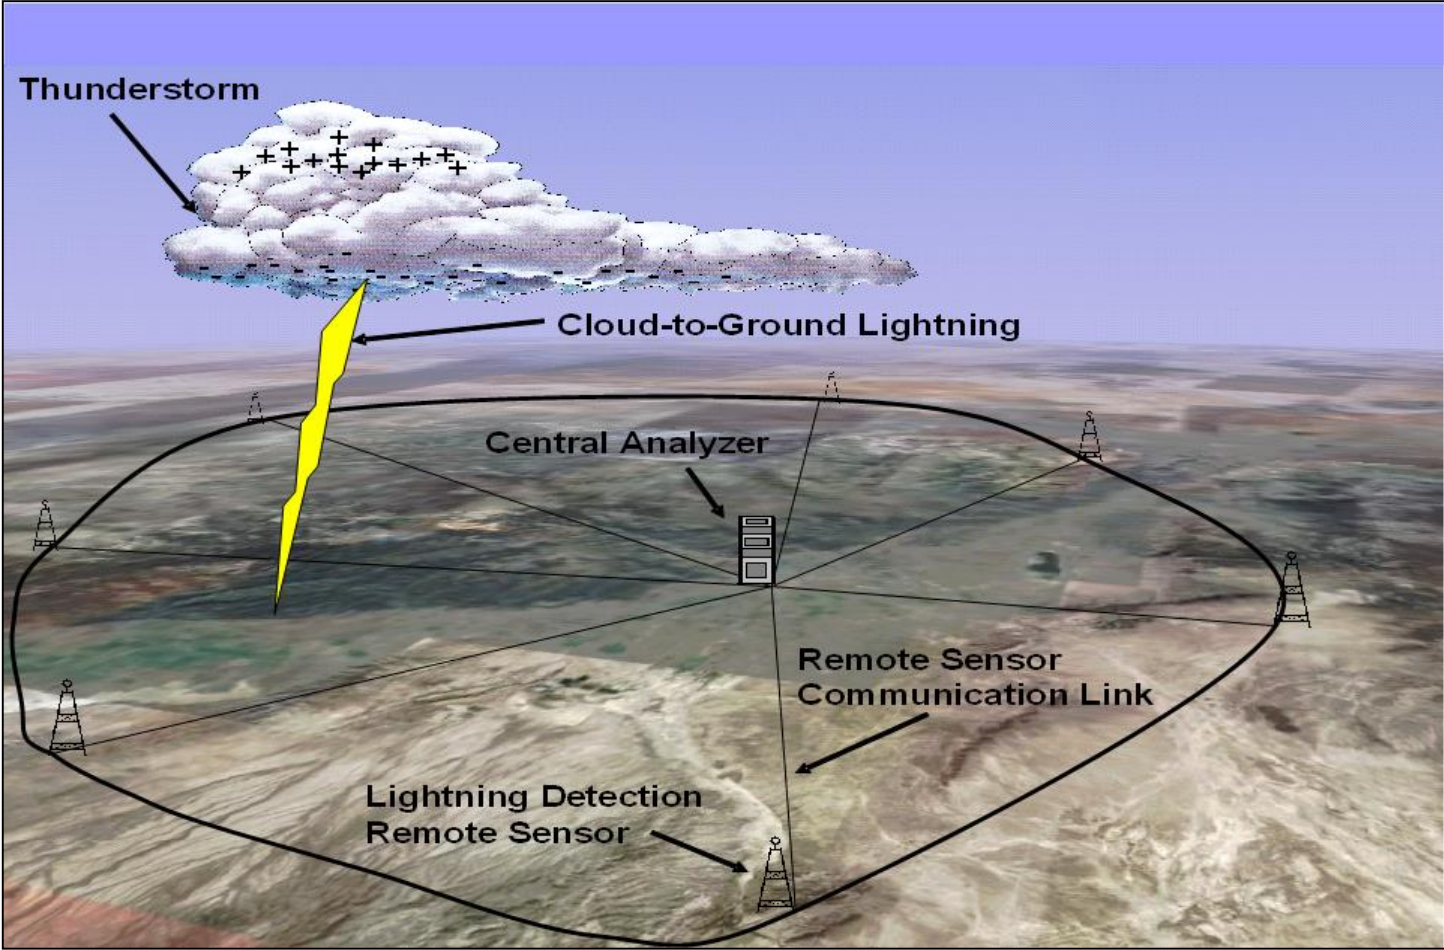 Thunderstorm
Cloud-to-Ground Lightning
Central Analyzer
Remote Sensor
Communication Link
Lightning Detection
Remote Sensor